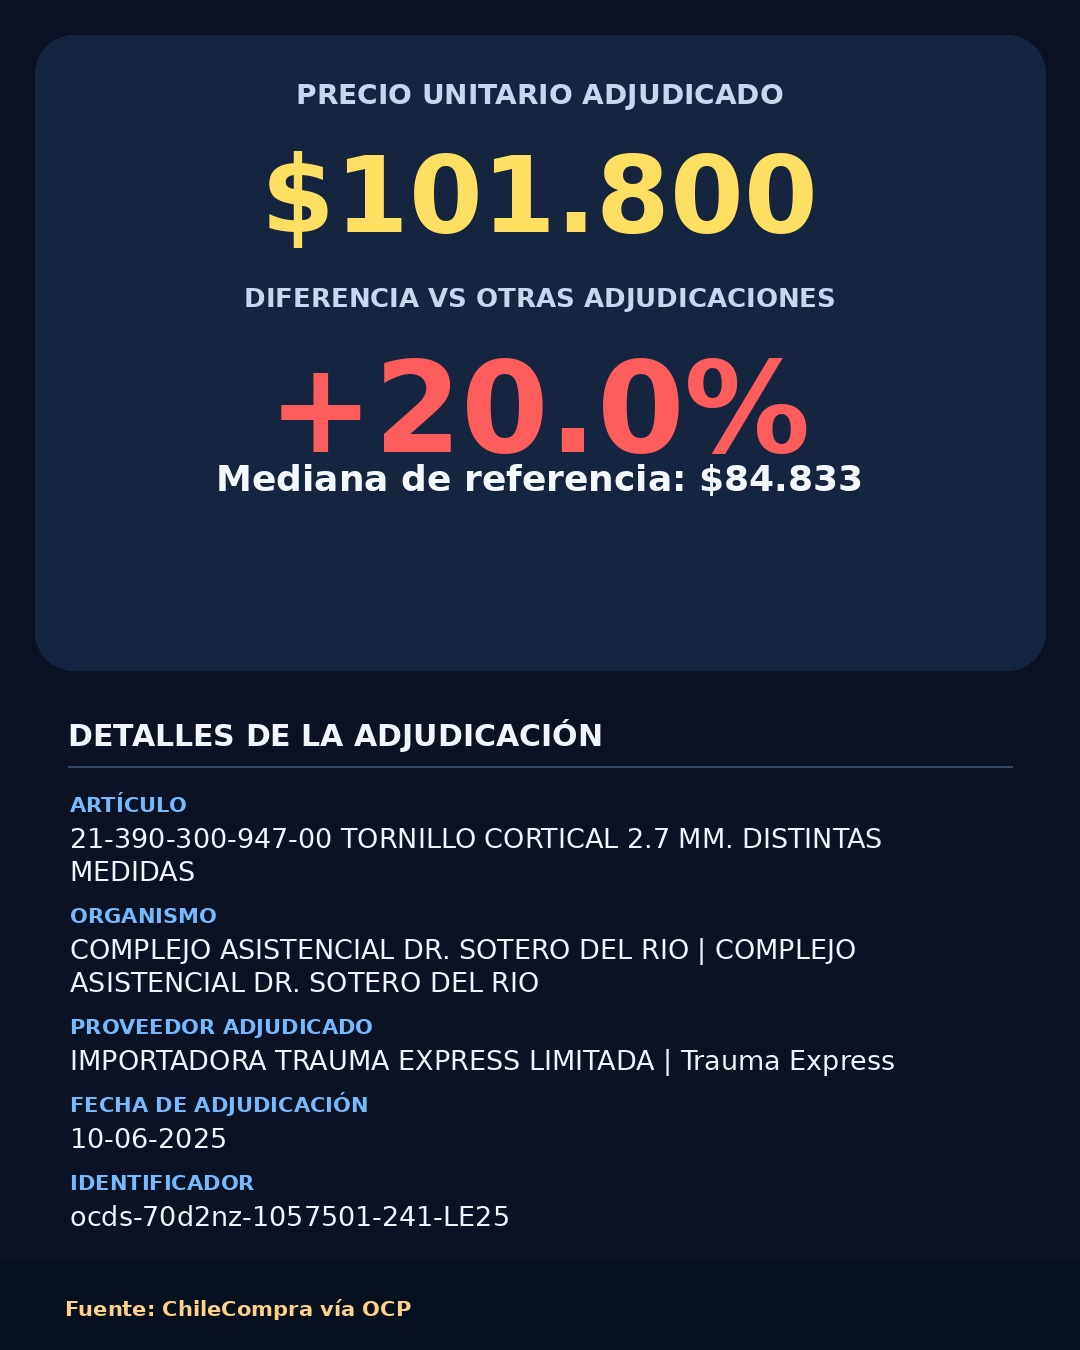 PRECIO UNITARIO ADJUDICADO
$101.800
DIFERENCIA VS OTRAS ADJUDICACIONES
+20.0%
Mediana de referencia: $84.833
DETALLES DE LA ADJUDICACIÓN
ARTÍCULO
21-390-300-947-00 TORNILLO CORTICAL 2.7 MM. DISTINTAS
MEDIDAS
ORGANISMO
COMPLEJO ASISTENCIAL DR. SOTERO DEL RIO | COMPLEJO
ASISTENCIAL DR. SOTERO DEL RIO
PROVEEDOR ADJUDICADO
IMPORTADORA TRAUMA EXPRESS LIMITADA | Trauma Express
FECHA DE ADJUDICACIÓN
10-06-2025
IDENTIFICADOR
ocds-70d2nz-1057501-241-LE25
Fuente: ChileCompra vía OCP